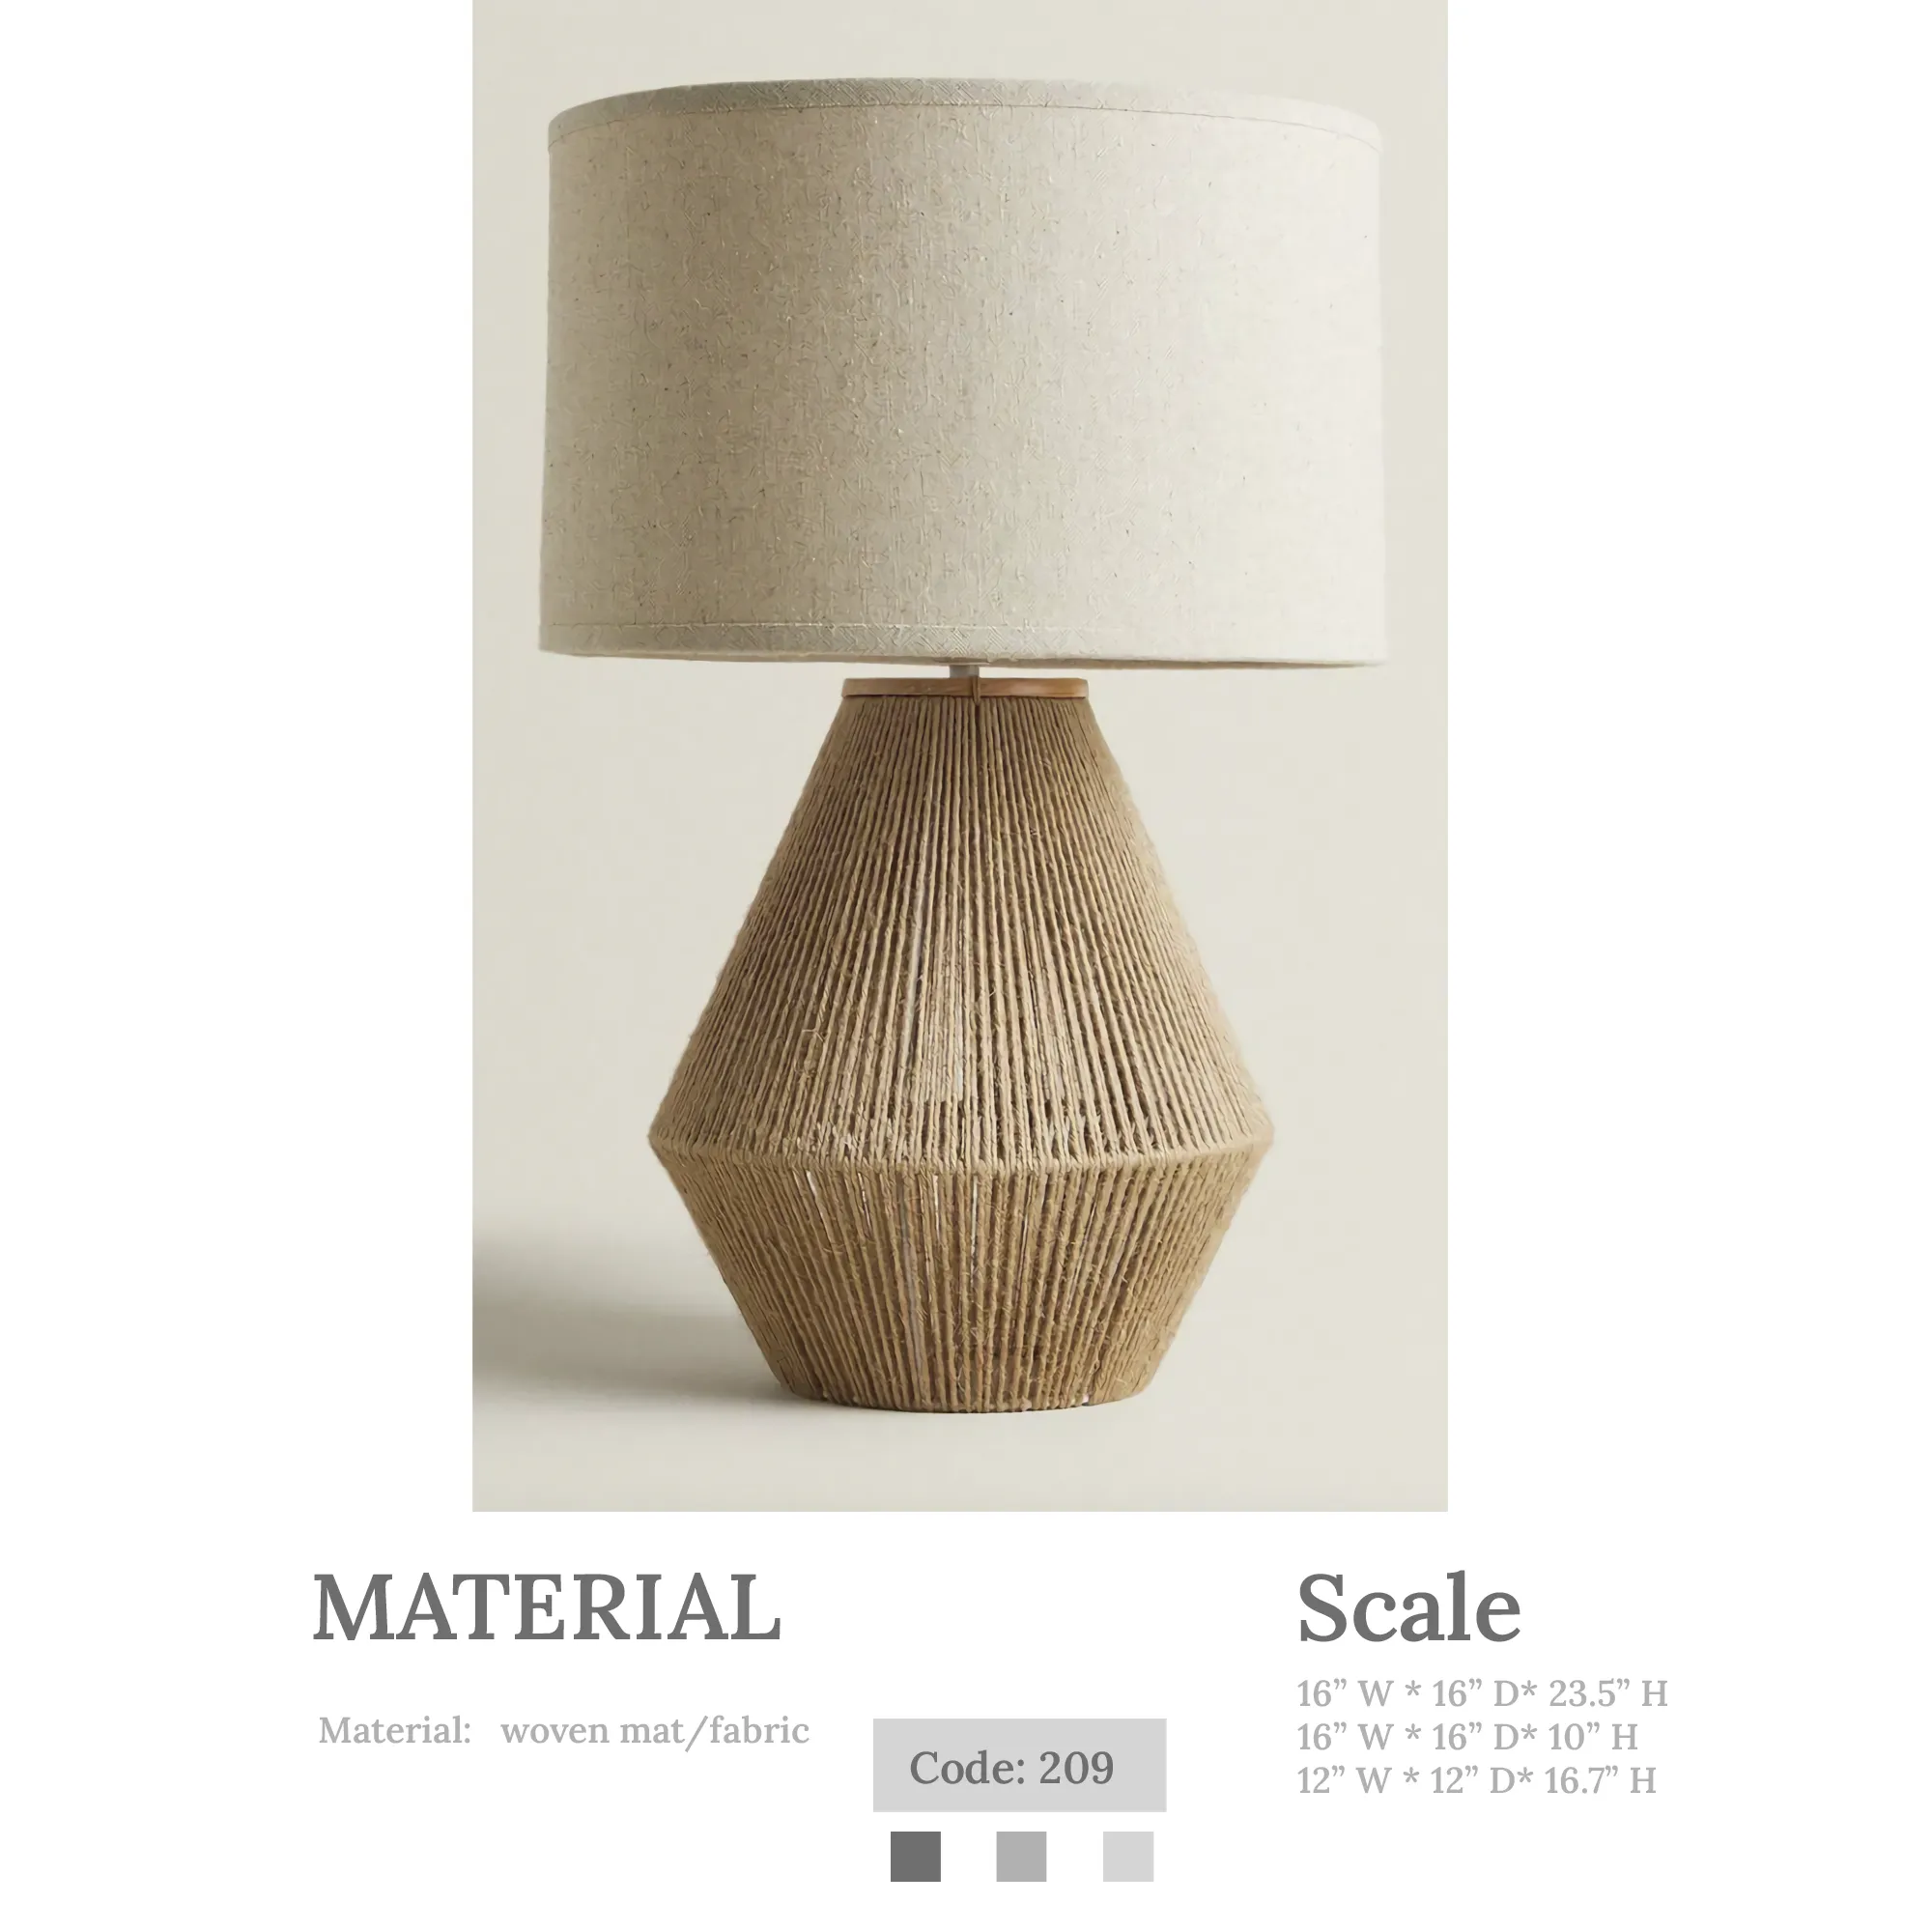 MATERIAL
Material: woven mat/fabric
Code: 209
Scale
16” W * 16” D* 23.5” H
16” W * 16” D* 10” H
12” W * 12” D* 16.7” H